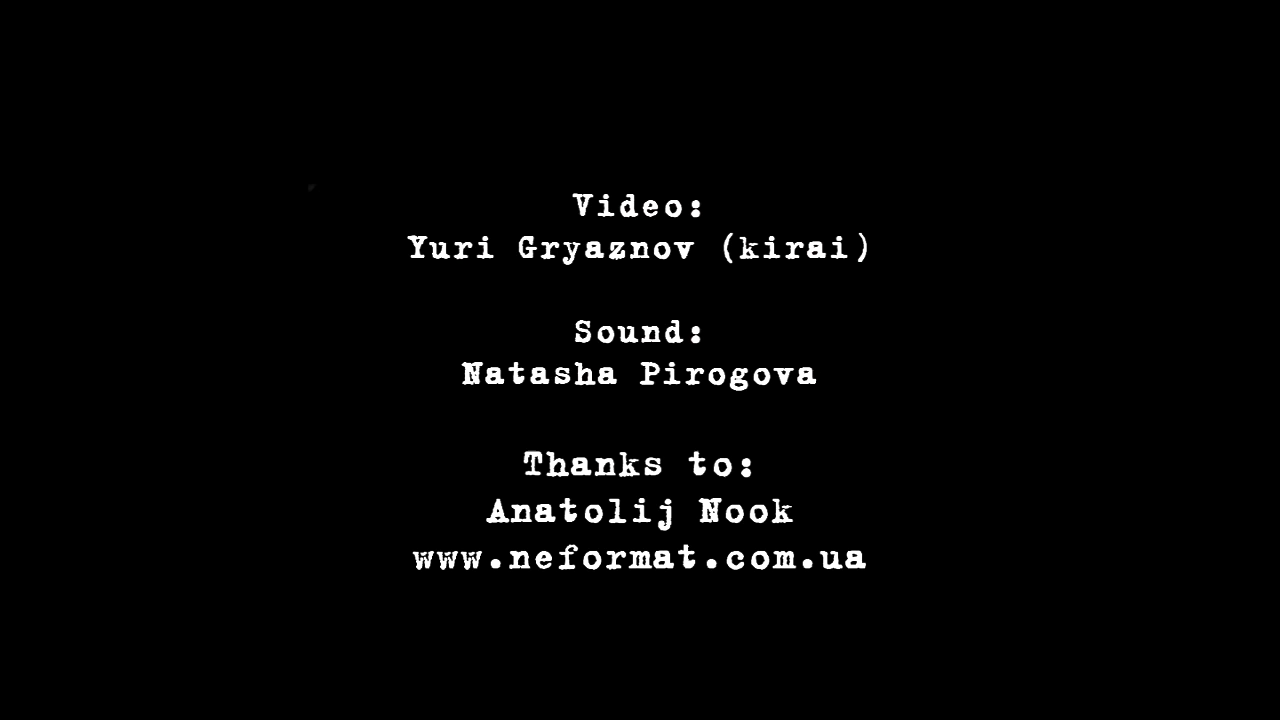 Video:
Yuri Gryaznov (kirai)
Sound:
Natasha Pirogova
Thanks to:
Anatolij Nook
www.neformat.com.ua